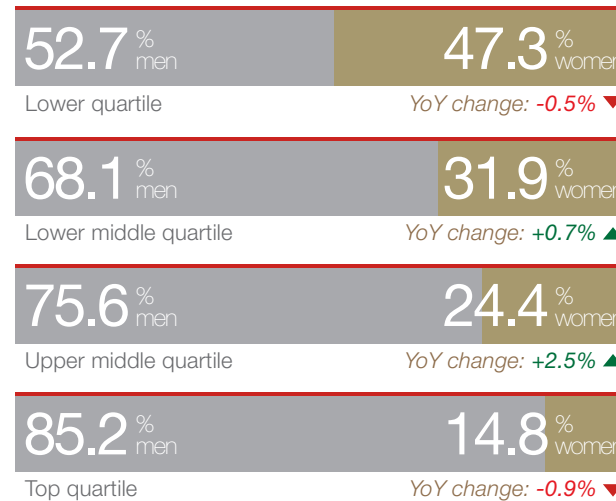 52.7 % men 47.3 % women
Lower quartile YoY change: -0.5%
68.1 % men 31.9 % women
Lower middle quartile YoY change: +0.7%
75.6 % men 24.4 % women
Upper middle quartile YoY change: +2.5%
85.2 % men 14.8 % women
Top quartile YoY change: -0.9%